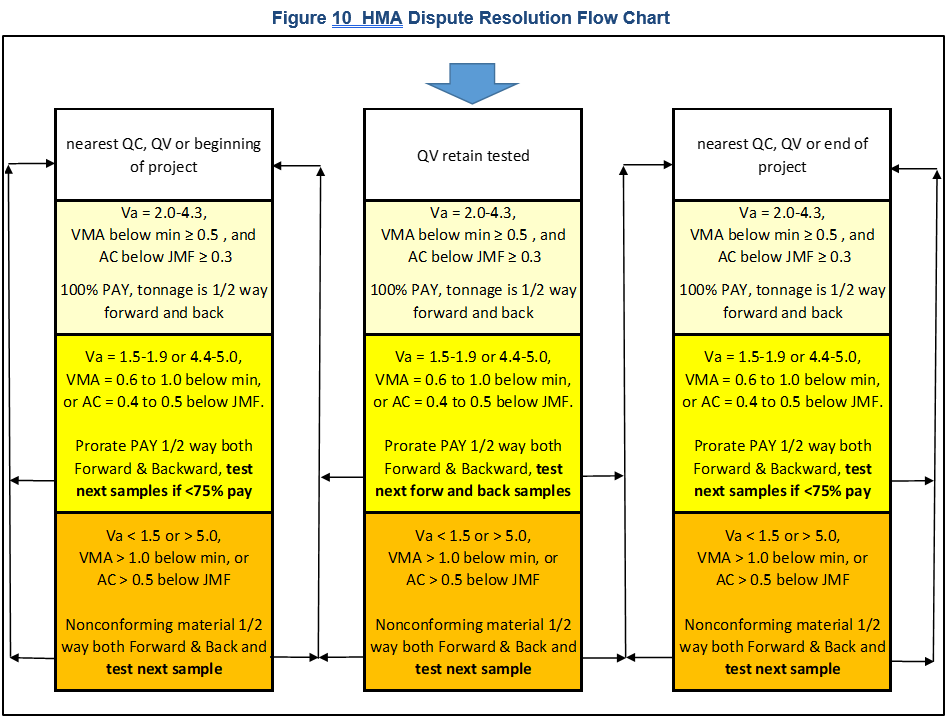 Figure 10 HMA Dispute Resolution Flow Chart
nearest QC, QV or beginning
of project
Va = 2.0-4.3,
VMA below min ≥ 0.5 , and
AC below JMF ≥ 0.3
100% PAY, tonnage is 1/2 way
forward and back
Va = 1.5-1.9 or 4.4-5.0,
VMA = 0.6 to 1.0 below min,
or AC = 0.4 to 0.5 below JMF.
Prorate PAY 1/2 way both
Forward & Backward, test
next samples if <75% pay
Va < 1.5 or > 5.0,
VMA > 1.0 below min, or
AC > 0.5 below JMF
Nonconforming material 1/2
way both Forward & Back and
test next sample
QV retain tested
Va = 2.0-4.3,
VMA below min ≥ 0.5 , and
AC below JMF ≥ 0.3
100% PAY, tonnage is 1/2 way
forward and back
Va = 1.5-1.9 or 4.4-5.0,
VMA = 0.6 to 1.0 below min,
or AC = 0.4 to 0.5 below JMF.
Prorate PAY 1/2 way both
Forward & Backward, test
next forw and back samples
Va < 1.5 or > 5.0,
VMA > 1.0 below min, or
AC > 0.5 below JMF
Nonconforming material 1/2
way both Forward & Back and
test next sample
nearest QC, QV or end of
project
Va = 2.0-4.3,
VMA below min ≥ 0.5 , and
AC below JMF ≥ 0.3
100% PAY, tonnage is 1/2 way
forward and back
Va = 1.5-1.9 or 4.4-5.0,
VMA = 0.6 to 1.0 below min,
or AC = 0.4 to 0.5 below JMF.
Prorate PAY 1/2 way both
Forward & Backward, test
next samples if <75% pay
Va < 1.5 or > 5.0,
VMA > 1.0 below min, or
AC > 0.5 below JMF
Nonconforming material 1/2
way both Forward & Back and
test next sample